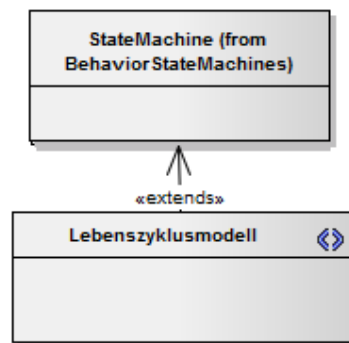 StateMachine (from
BehaviorStateMachines)
«extends»
Lebenszyklusmodell